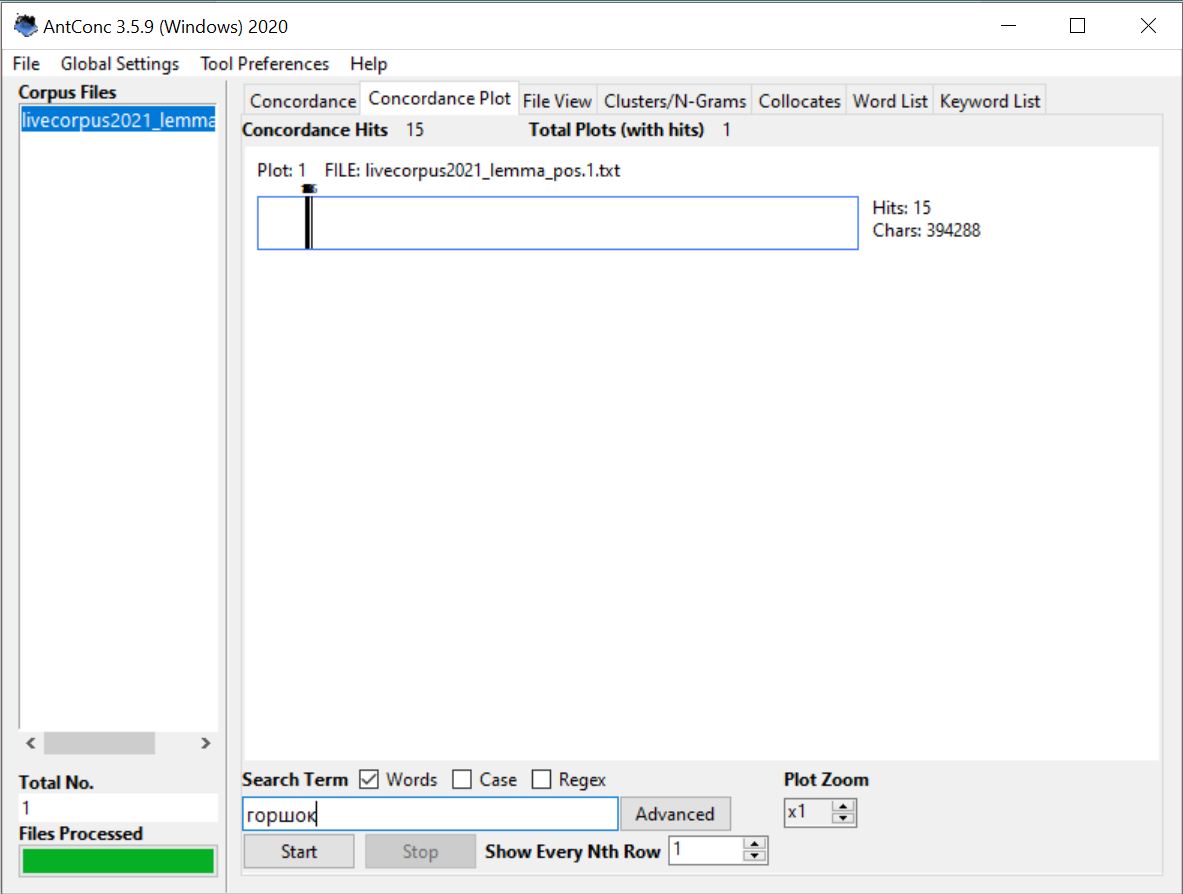 AntConc 3.5.9 (Windows) 2020
File Global Settings Tool Preferences Help
Corpus Files
livecorpus2021_lemma
Concordance Concordance Plot File View Clusters/N-Grams Collocates Word List Keyword List
Concordance Hits 15 Total Plots (with hits) 1
Plot: 1 FILE: livecorpus2021_lemma_pos.1.txt
Hits: 15
Chars: 394288
Total No.
1
Files Processed
Search Term Words Case Regex
Plot Zoom
горшок
Advanced
x1
Start Stop Show Every Nth Row 1